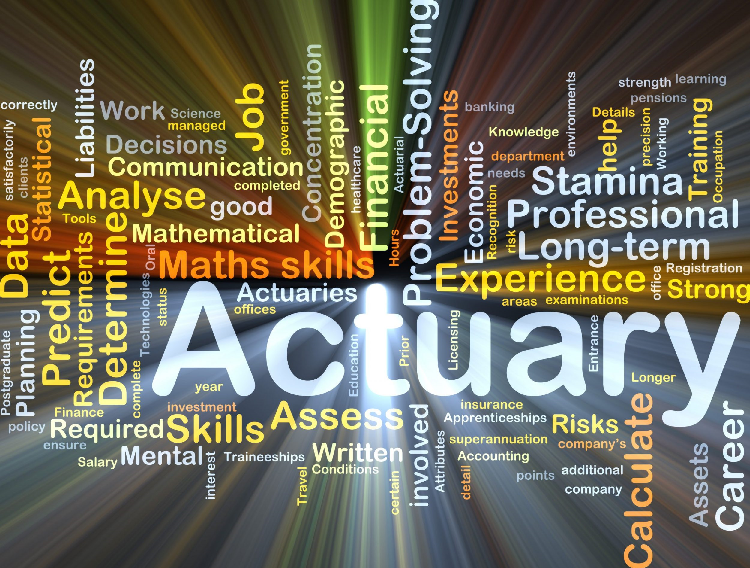 Problem-Solving
Concentration
Liabilities
correctly
Work
Science
managed
Job
government
Demographic
Financial
Investments
banking
environments
strength
learning
pensions
Details
precision
Training
satisfactorily
clients
Statistical
Decisions
Communication
completed
healthcare
Actuarial
Knowledge
department
needs
help
Working
Occupation
Analyse
good
Tools
Mathematical
Economic
Recognition
risk
Stamina
Professional
Long-term
Data
Predict
Requirements
Determine
Oral
Maths skills
Hours
Experience
office
Registration
Strong
Technologies
status
Actuaries
offices
areas
examinations
Actuary
Postgraduate
Planning
complete
Education
Prior
Licensing
Entrance
year
Longer
Finance
investment
policy
Required
Skills
Assess
involved
insurance
Apprenticeships
Risks
Calculate
Career
ensure
Salary
Mental
interest
Traineeships
Written
Conditions
Travel
certain
Attributes
superannuation
company's
Accounting
detail
points
additional
company
Assets